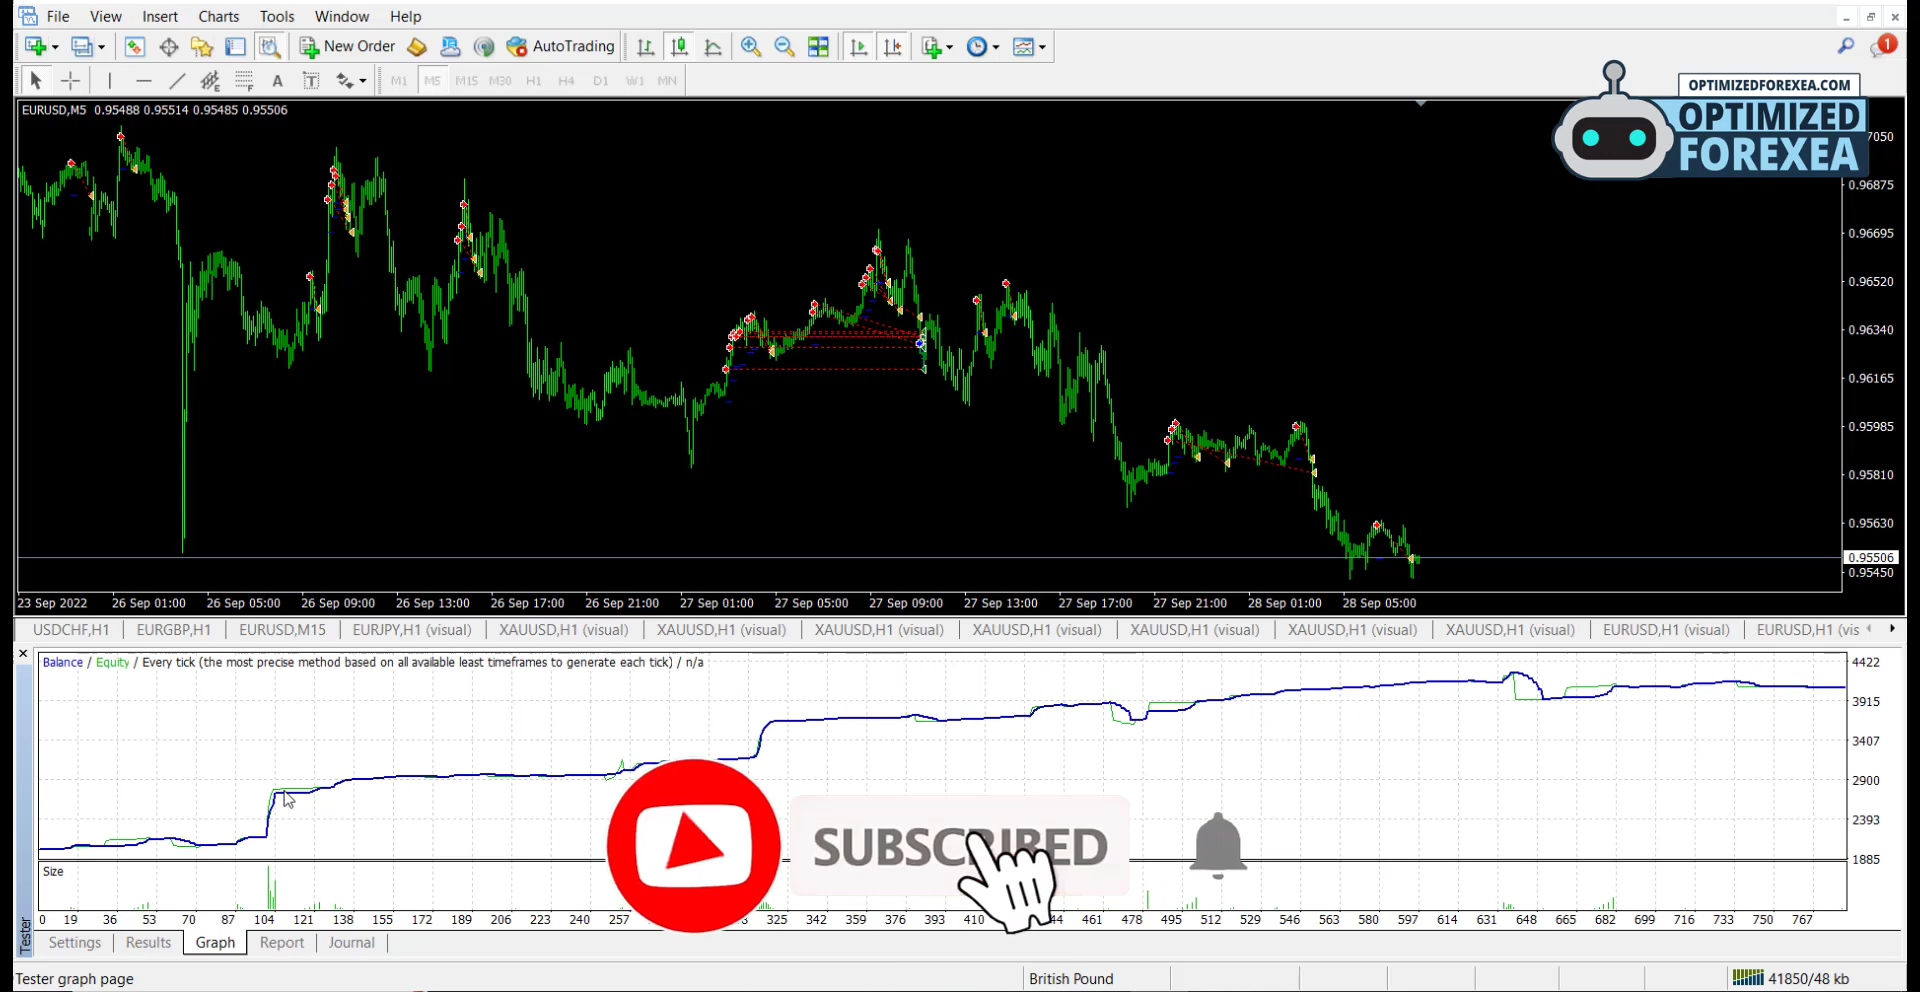 File View Insert Charts Tools Window Help
New Order AutoTrading 1
A T M1 M5 M15 M30 H1 H4 D1 W1 MN
OPTIMIZEDFOREXEA.COM
OPTIMIZED
FOREXEA
EURUSD,M5 0.95488 0.95514 0.95485 0.95506
7050
0.96875
0.96695
0.96520
0.96340
0.96165
0.95985
0.95810
0.95630
0.95506
0.95450
23 Sep 2022 26 Sep 01:00 26 Sep 05:00 26 Sep 09:00 26 Sep 13:00 26 Sep 17:00 26 Sep 21:00 27 Sep 01:00 27 Sep 05:00 27 Sep 09:00 27 Sep 13:00 27 Sep 17:00 27 Sep 21:00 28 Sep 01:00 28 Sep 05:00
USDCHF,H1 EURGBP,H1 EURUSD,M15 EURJPY,H1 (visual) XAUUSD,H1 (visual) XAUUSD,H1 (visual) XAUUSD,H1 (visual) XAUUSD,H1 (visual) XAUUSD,H1 (visual) XAUUSD,H1 (visual) XAUUSD,H1 (visual) EURUSD,H1 (visual) EURUSD,H1 (vis
Balance / Equity / Every tick (the most precise method based on all available least timeframes to generate each tick) / n/a
4422
3915
3407
2900
2393
1885
SUBSCRIBED
Size
0 19 36 53 70 87 104 121 138 155 172 189 206 223 240 257 3 325 342 359 376 393 410 44 461 478 495 512 529 546 563 580 597 614 631 648 665 682 699 716 733 750 767
Tester
Settings Results Graph Report Journal
Tester graph page British Pound 41850/48 kb